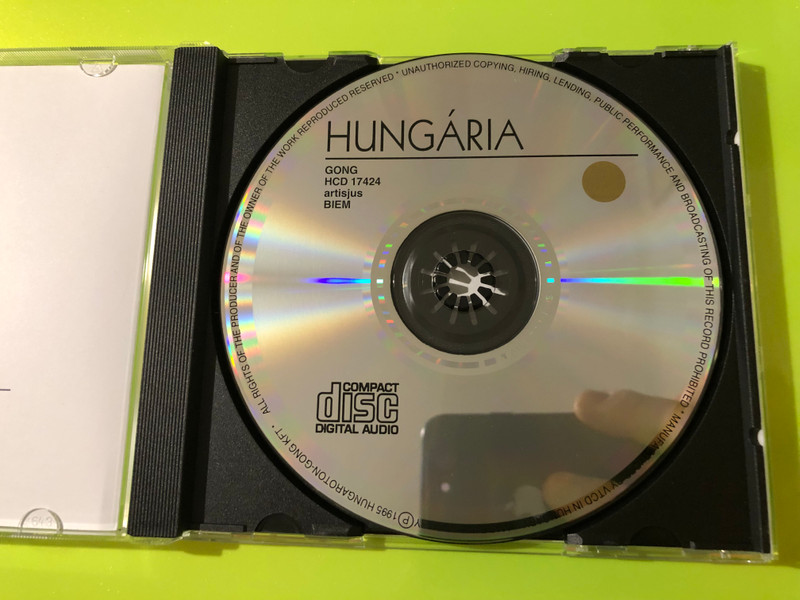 HUNGÁRIA
GONG
HCD 17424
artisjus
BIEM
COMPACT
disc
DIGITAL AUDIO
ALL RIGHTS OF THE PRODUCER AND OF THE OWNER OF THE WORK REPRODUCED RESERVED * UNAUTHORIZED COPYING, HIRING, LENDING, PUBLIC PERFORMANCE AND BROADCASTING OF THIS RECORD PROHIBITED * VTCD IN Ⓟ 1995 HUNGAROTON-GONG KFT *